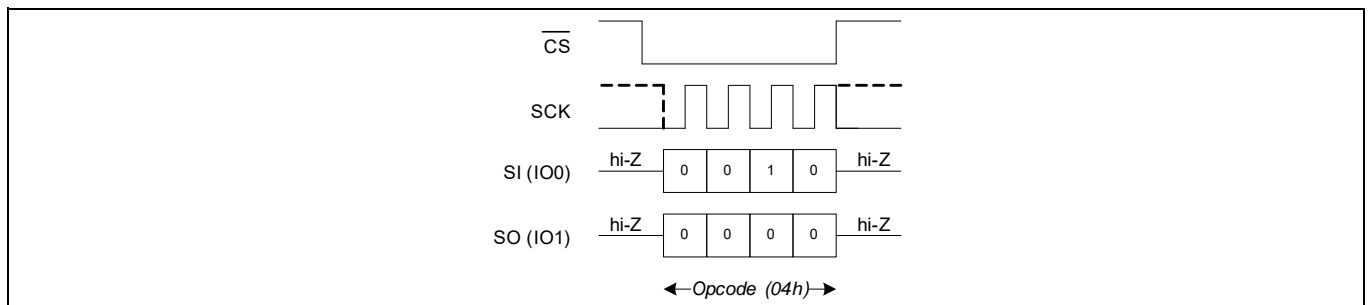 CS
SCK
SI (IO0) hi-Z 0 0 1 0 hi-Z
SO (IO1) hi-Z 0 0 0 0 hi-Z
Opcode (04h)